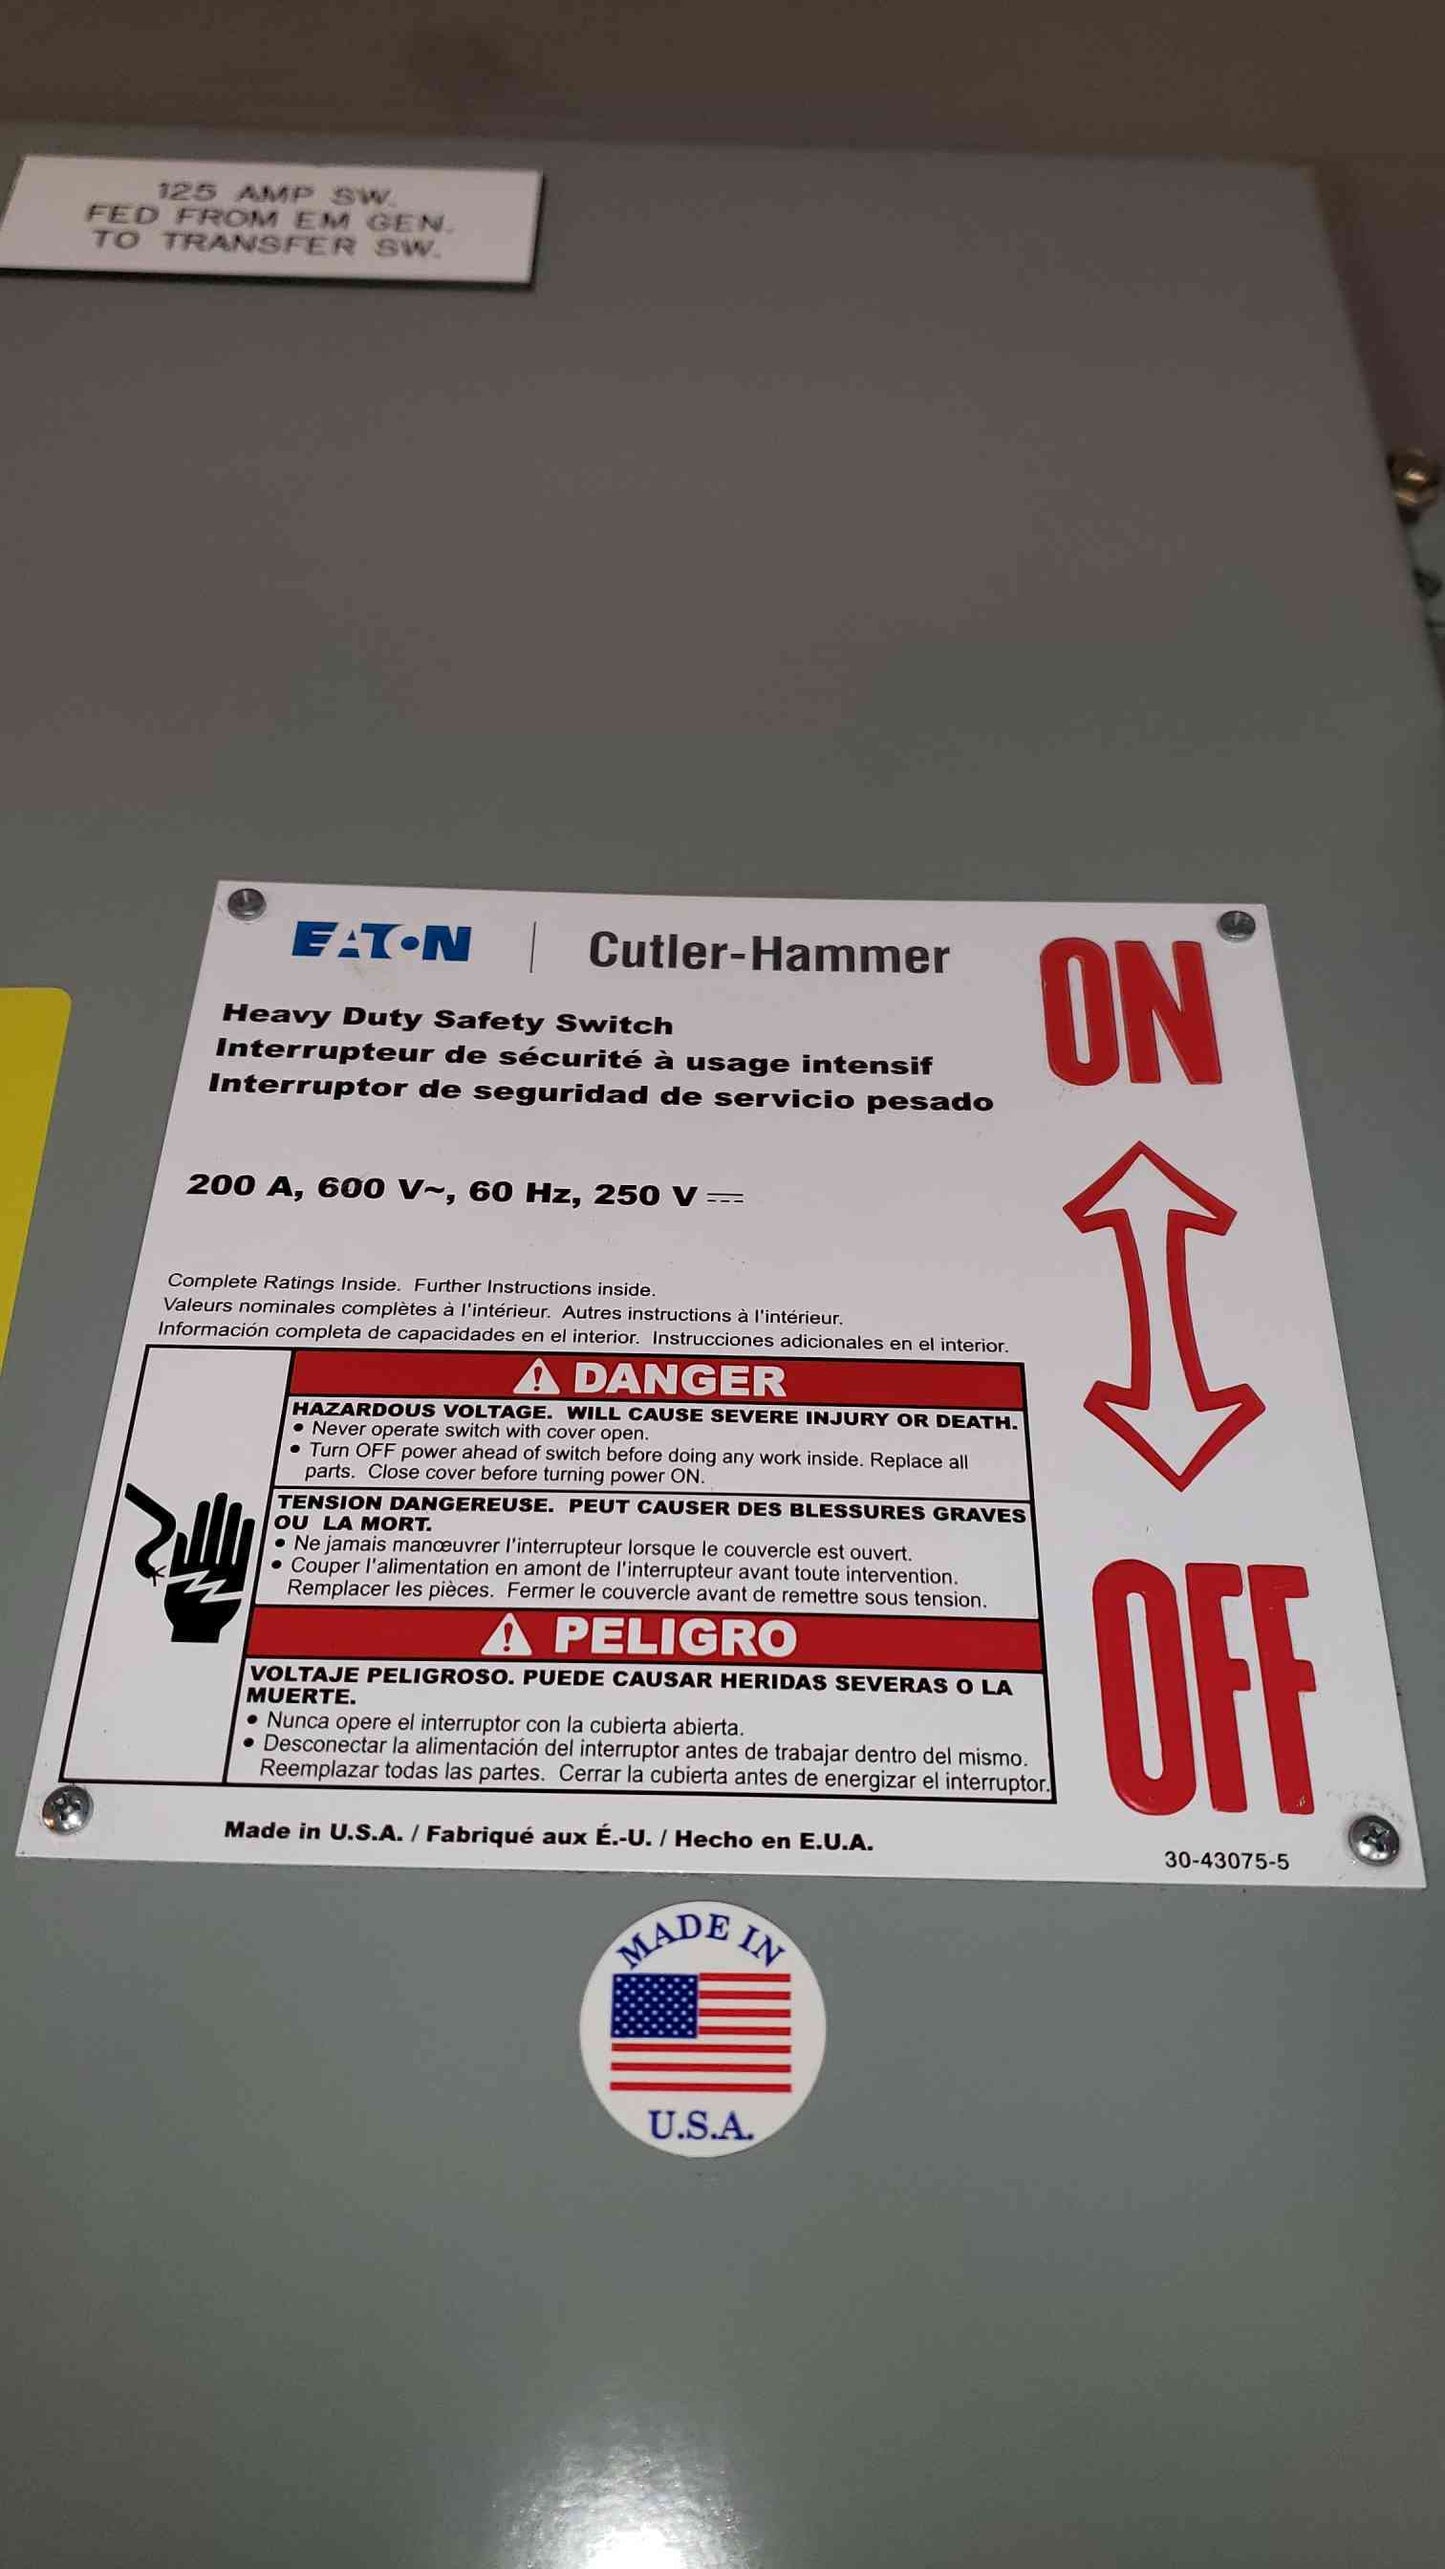 125 AMP SW.
FED FROM EM GEN.
TO TRANSFER SW.
EATON | Cutler-Hammer
Heavy Duty Safety Switch
Interrupteur de sécurité à usage intensif
Interruptor de seguridad de servicio pesado
200 A, 600 V~, 60 Hz, 250 V ⎓
Complete Ratings Inside. Further Instructions inside.
Valeurs nominales complètes à l'intérieur. Autres instructions à l'intérieur.
Información completa de capacidades en el interior. Instrucciones adicionales en el interior.
DANGER
HAZARDOUS VOLTAGE. WILL CAUSE SEVERE INJURY OR DEATH.
• Never operate switch with cover open.
• Turn OFF power ahead of switch before doing any work inside. Replace all
parts. Close cover before turning power ON.
TENSION DANGEREUSE. PEUT CAUSER DES BLESSURES GRAVES
OU LA MORT.
• Ne jamais manœuvrer l'interrupteur lorsque le couvercle est ouvert.
• Couper l'alimentation en amont de l'interrupteur avant toute intervention.
Remplacer les pièces. Fermer le couvercle avant de remettre sous tension.
PELIGRO
VOLTAJE PELIGROSO. PUEDE CAUSAR HERIDAS SEVERAS O LA
MUERTE.
• Nunca opere el interruptor con la cubierta abierta.
• Desconectar la alimentación del interruptor antes de trabajar dentro del mismo.
Reemplazar todas las partes. Cerrar la cubierta antes de energizar el interruptor.
Made in U.S.A. / Fabriqué aux É.-U. / Hecho en E.U.A.
ON
OFF
30-43075-5
MADE IN
U.S.A.